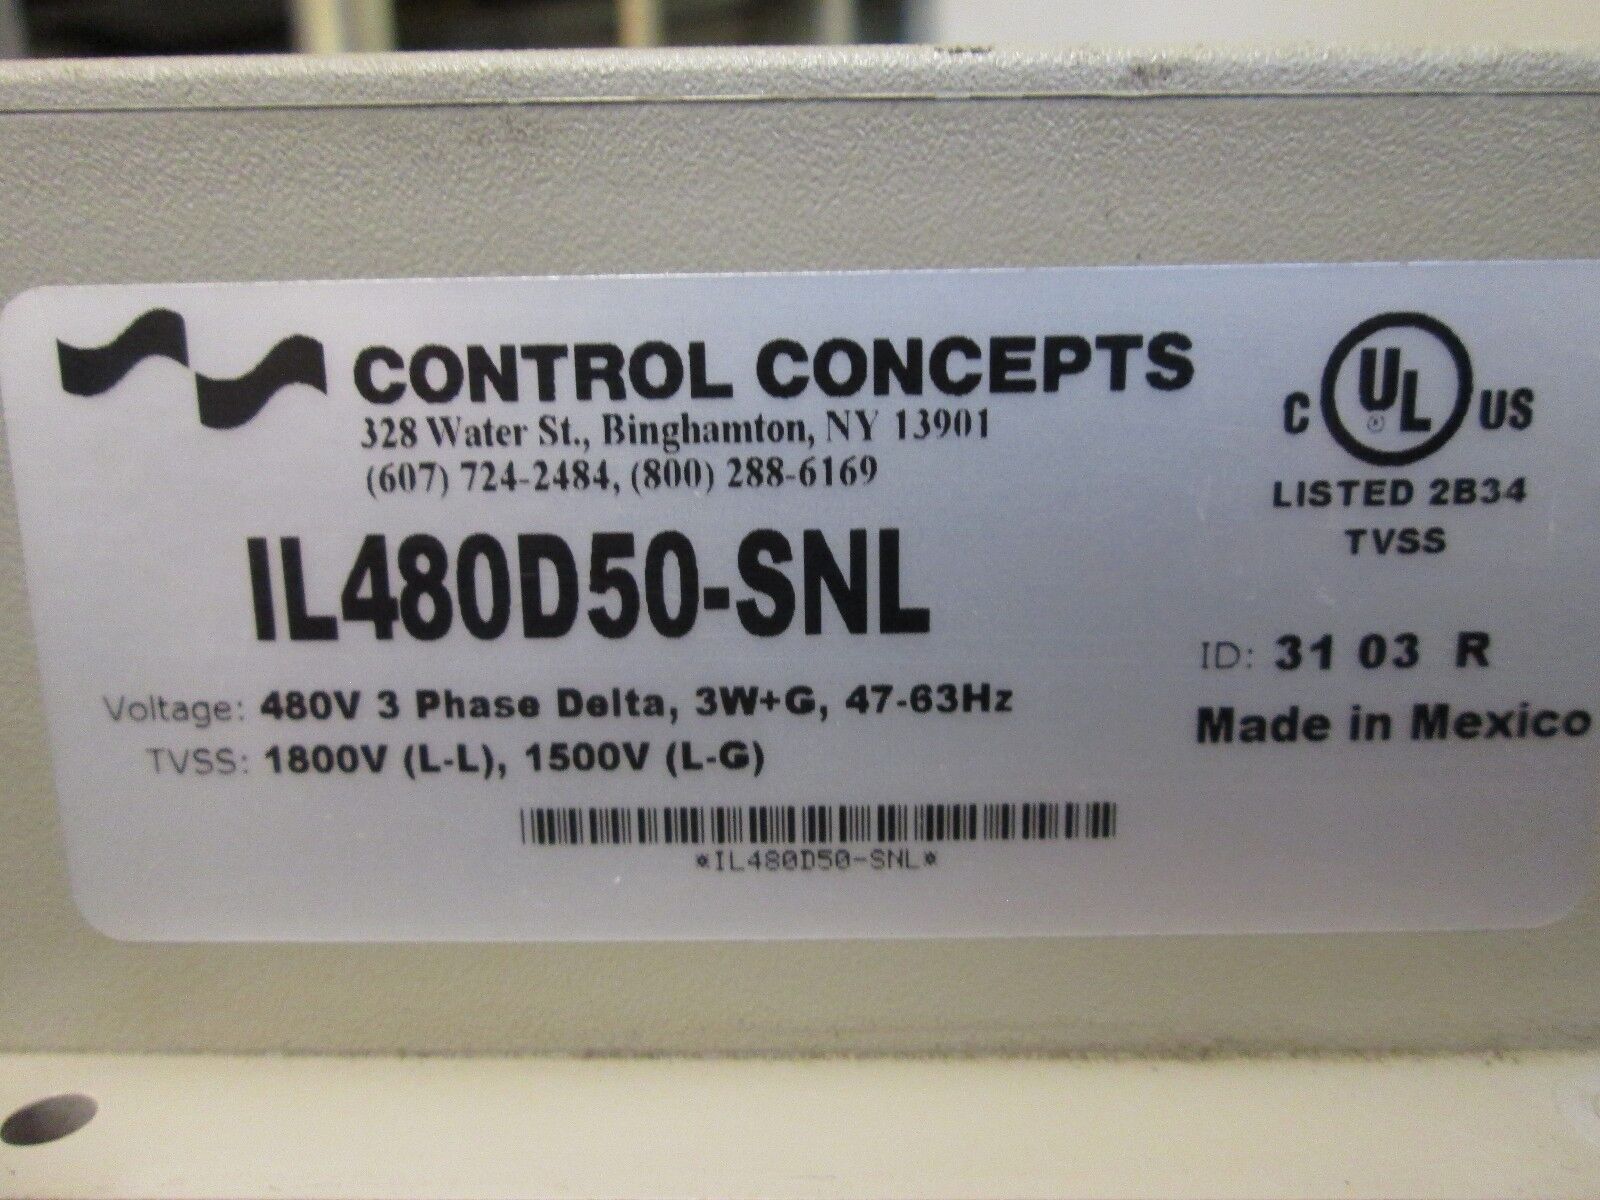 CONTROL CONCEPTS
328 Water St., Binghamton, NY 13901
(607) 724-2484, (800) 288-6169
C UL US
LISTED 2B34
TVSS
IL480D50-SNL
ID: 31 03 R
Made in Mexico
Voltage: 480V 3 Phase Delta, 3W+G, 47-63Hz
TVSS: 1800V (L-L), 1500V (L-G)
*IL480D50-SNL*